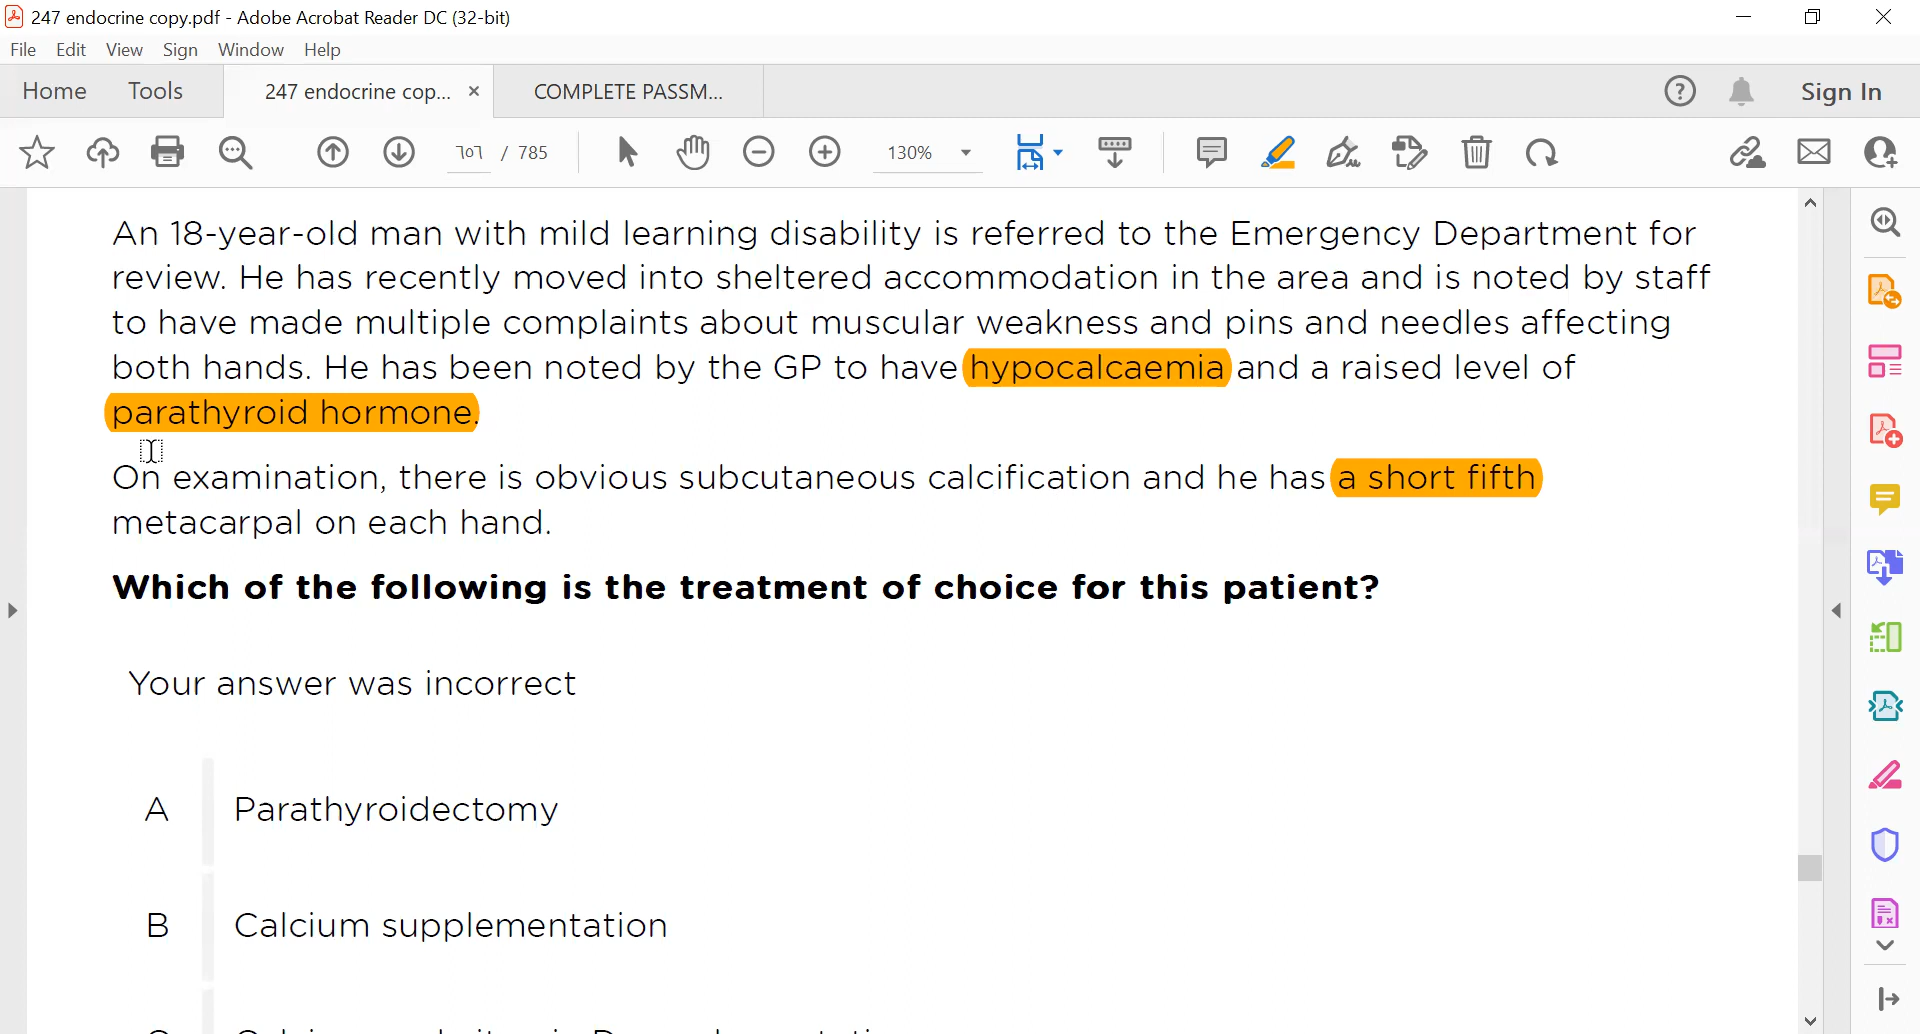 247 endocrine copy.pdf - Adobe Acrobat Reader DC (32-bit)
File Edit View Sign Window Help
Home Tools 247 endocrine cop... × COMPLETE PASSM... Sign In
/ 785 130%
An 18-year-old man with mild learning disability is referred to the Emergency Department for
review. He has recently moved into sheltered accommodation in the area and is noted by staff
to have made multiple complaints about muscular weakness and pins and needles affecting
both hands. He has been noted by the GP to have hypocalcaemia and a raised level of
parathyroid hormone.
On examination, there is obvious subcutaneous calcification and he has a short fifth
metacarpal on each hand.
Which of the following is the treatment of choice for this patient?
Your answer was incorrect
A Parathyroidectomy
B Calcium supplementation